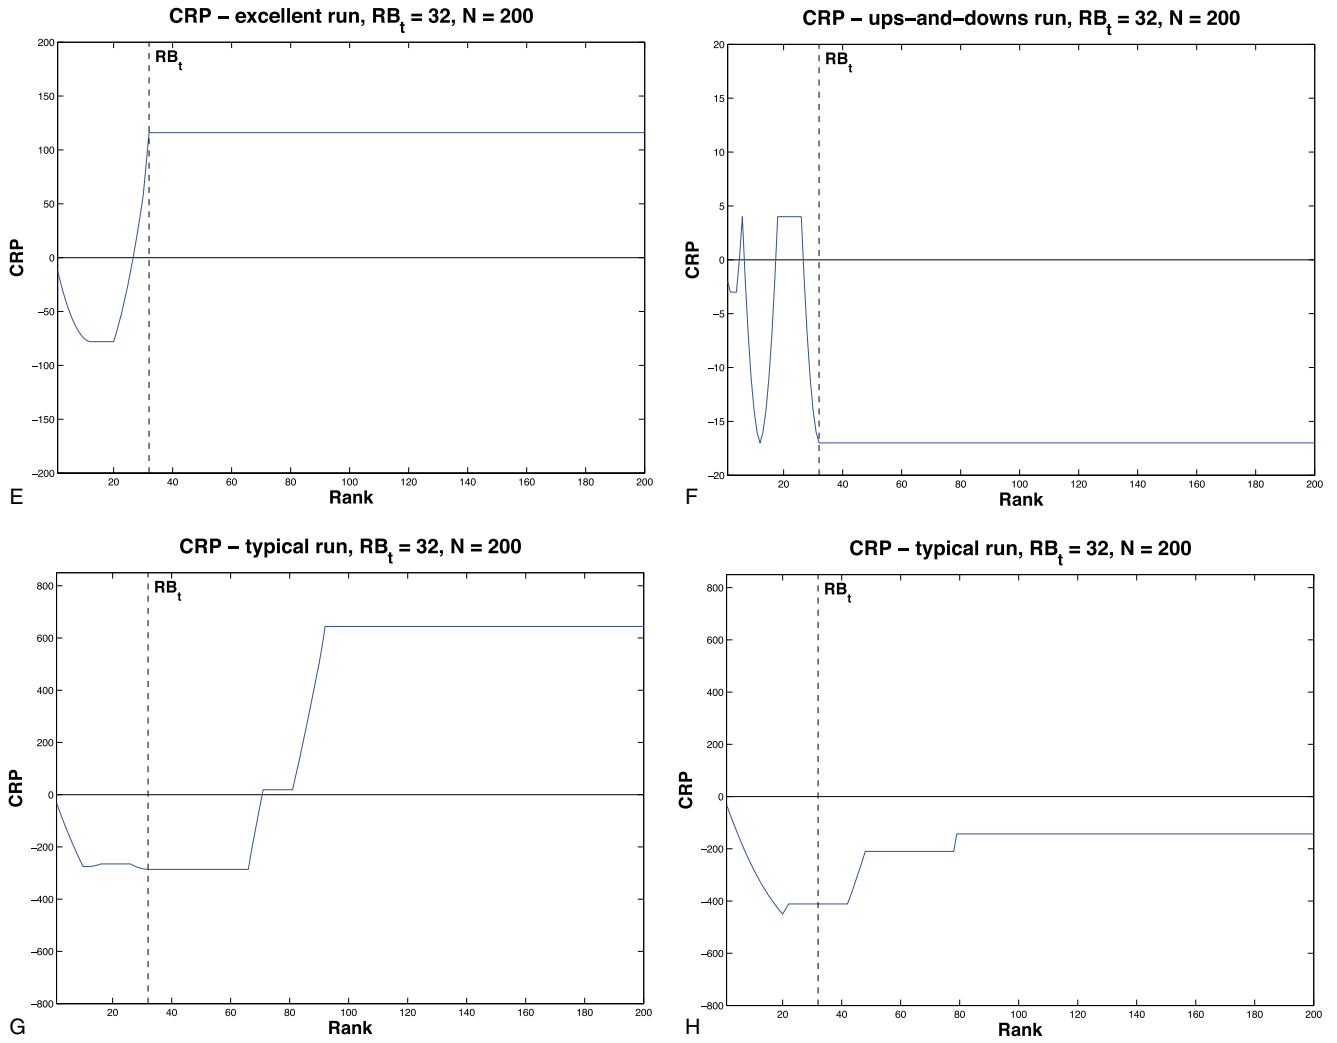 CRP – excellent run, RBt = 32, N = 200
200
150
100
50
0
−50
−100
−150
−200
CRP
RBt
20 40 60 80 100 120 140 160 180 200
Rank
E
CRP – ups–and–downs run, RBt = 32, N = 200
20
15
10
5
0
−5
−10
−15
−20
CRP
RBt
20 40 60 80 100 120 140 160 180 200
Rank
F
CRP – typical run, RBt = 32, N = 200
800
600
400
200
0
−200
−400
−600
−800
CRP
RBt
20 40 60 80 100 120 140 160 180 200
Rank
G
CRP – typical run, RBt = 32, N = 200
800
600
400
200
0
−200
−400
−600
−800
CRP
RBt
20 40 60 80 100 120 140 160 180 200
Rank
H